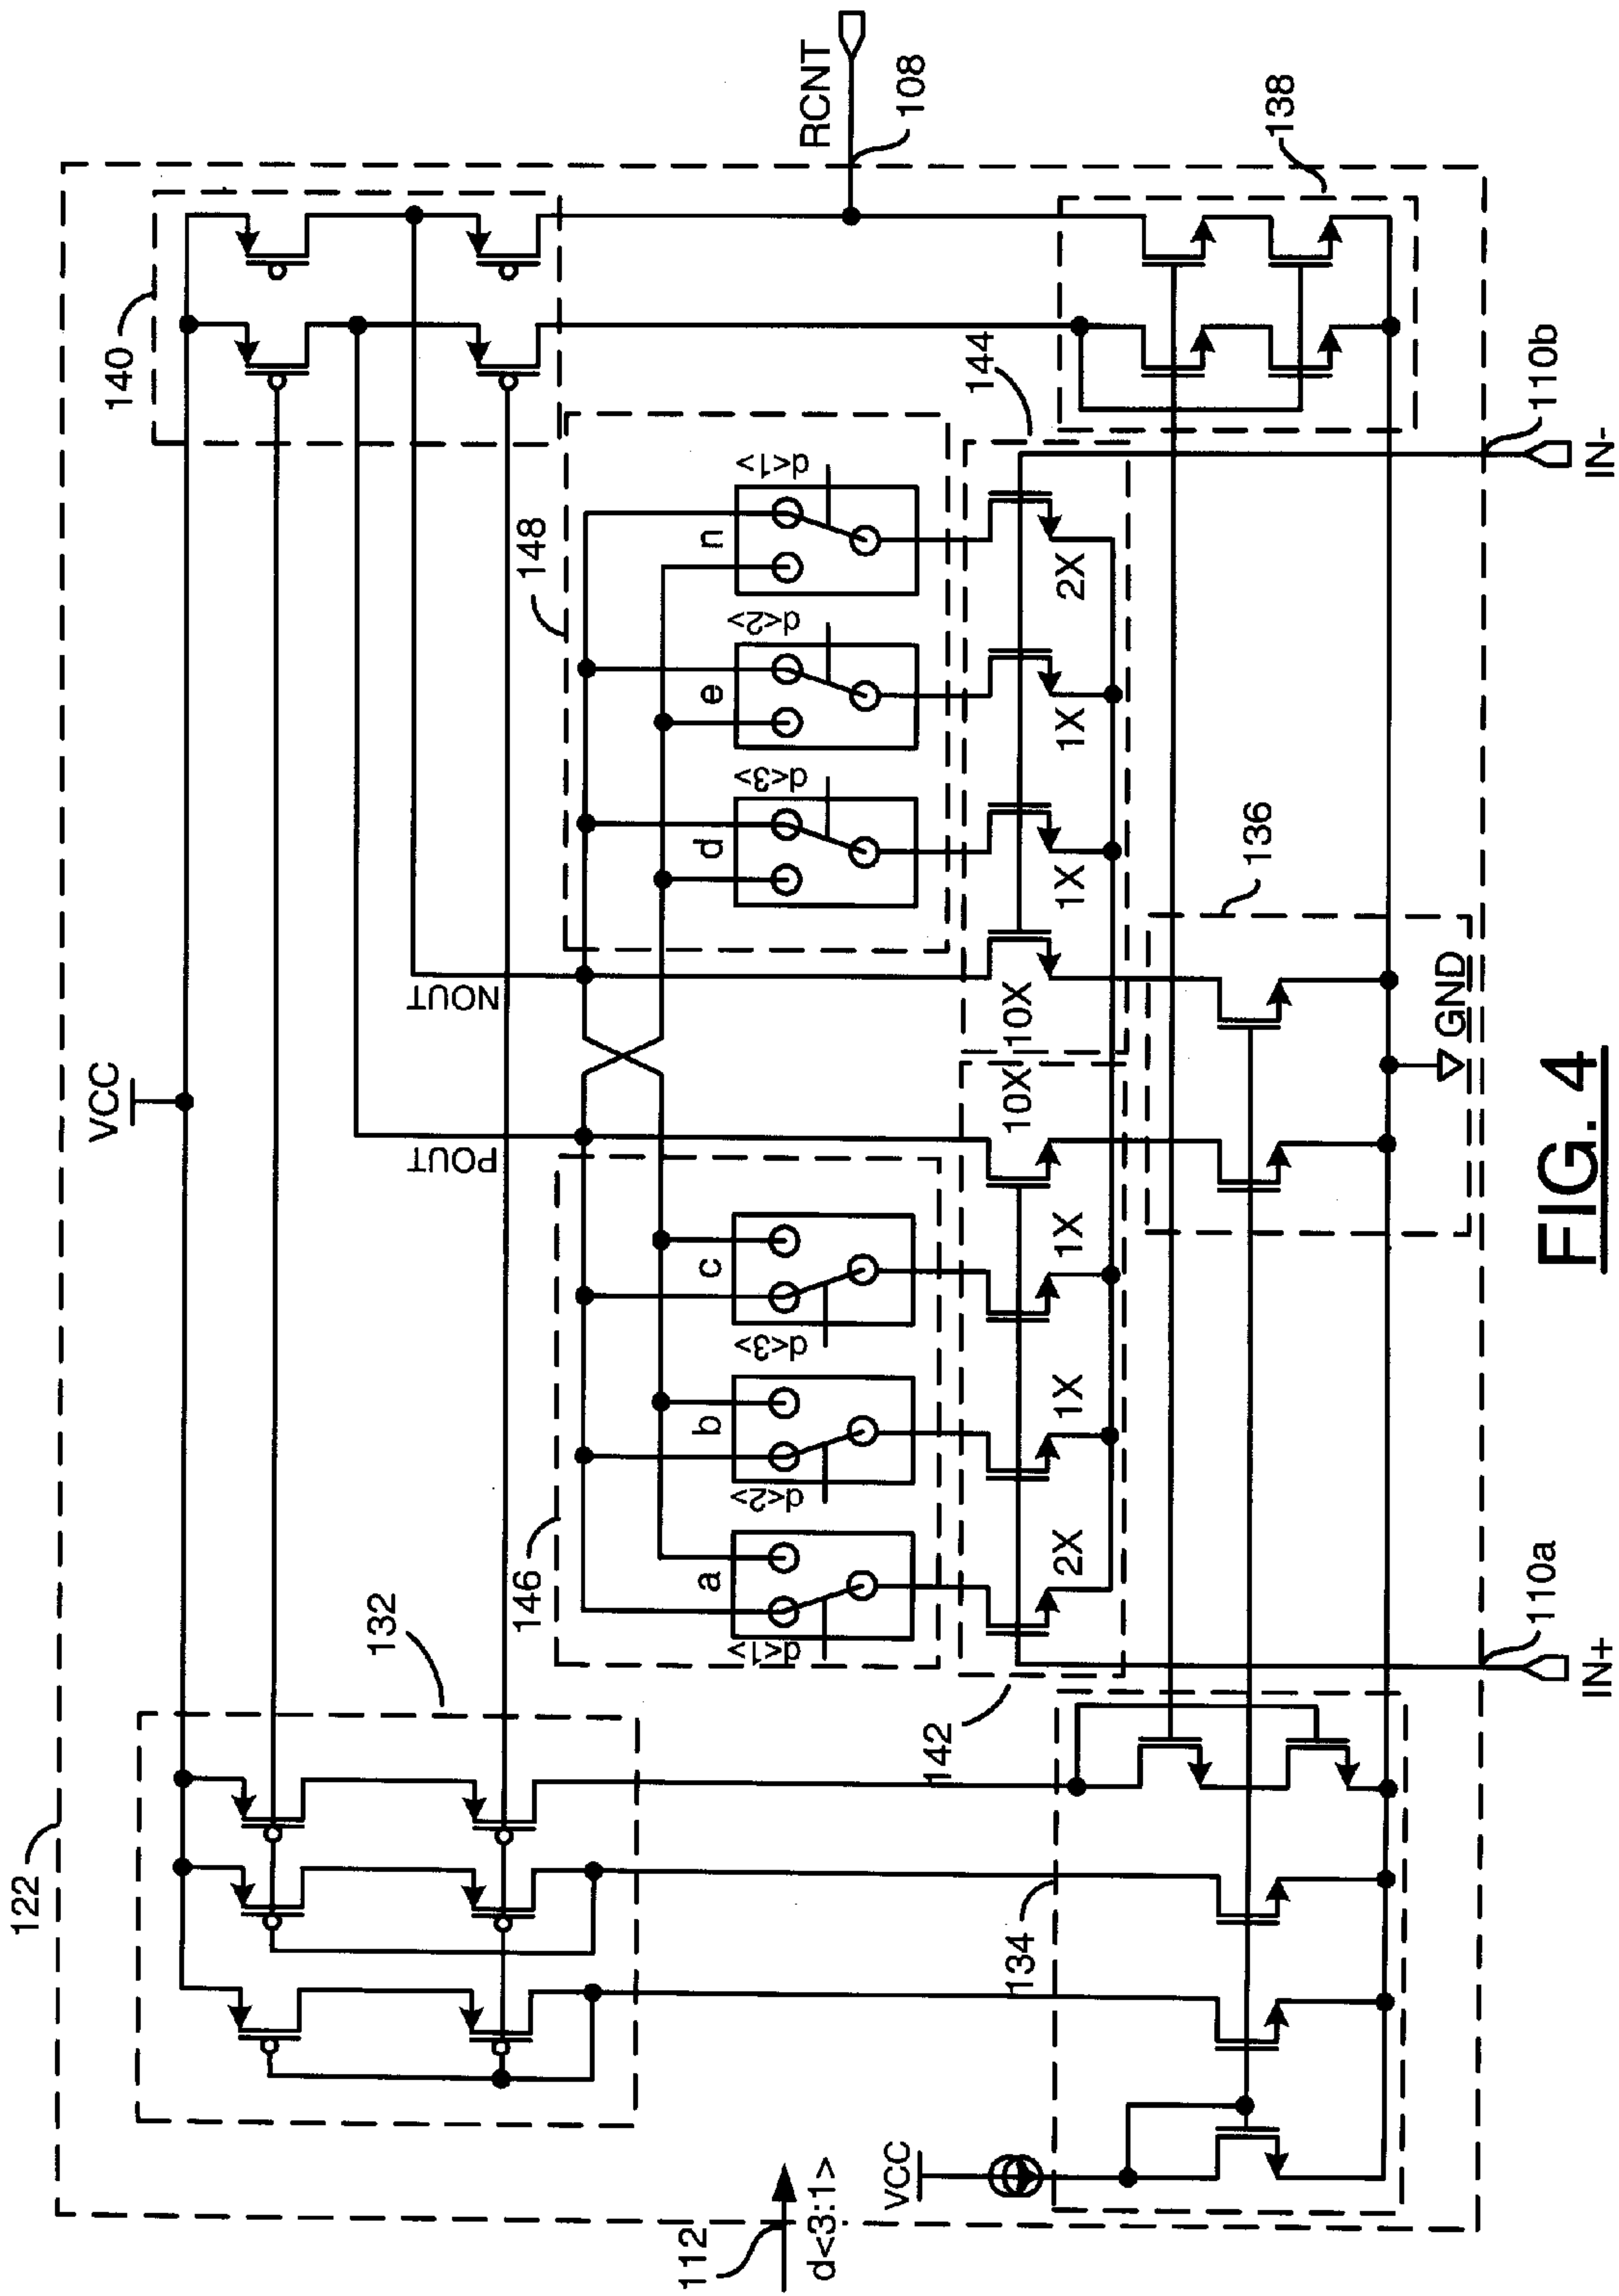 122
132
VCC
140
146
POUT
NOUT
148
RCNT
108
a
b
c
d
e
n
d<1>
d<2>
d<3>
d<3>
d<2>
d<1>
112
d<3:1>
VCC
134
142
2X
1X
1X
10X
10X
1X
1X
2X
144
136
138
GND
110a
IN+
110b
IN-
FIG. 4